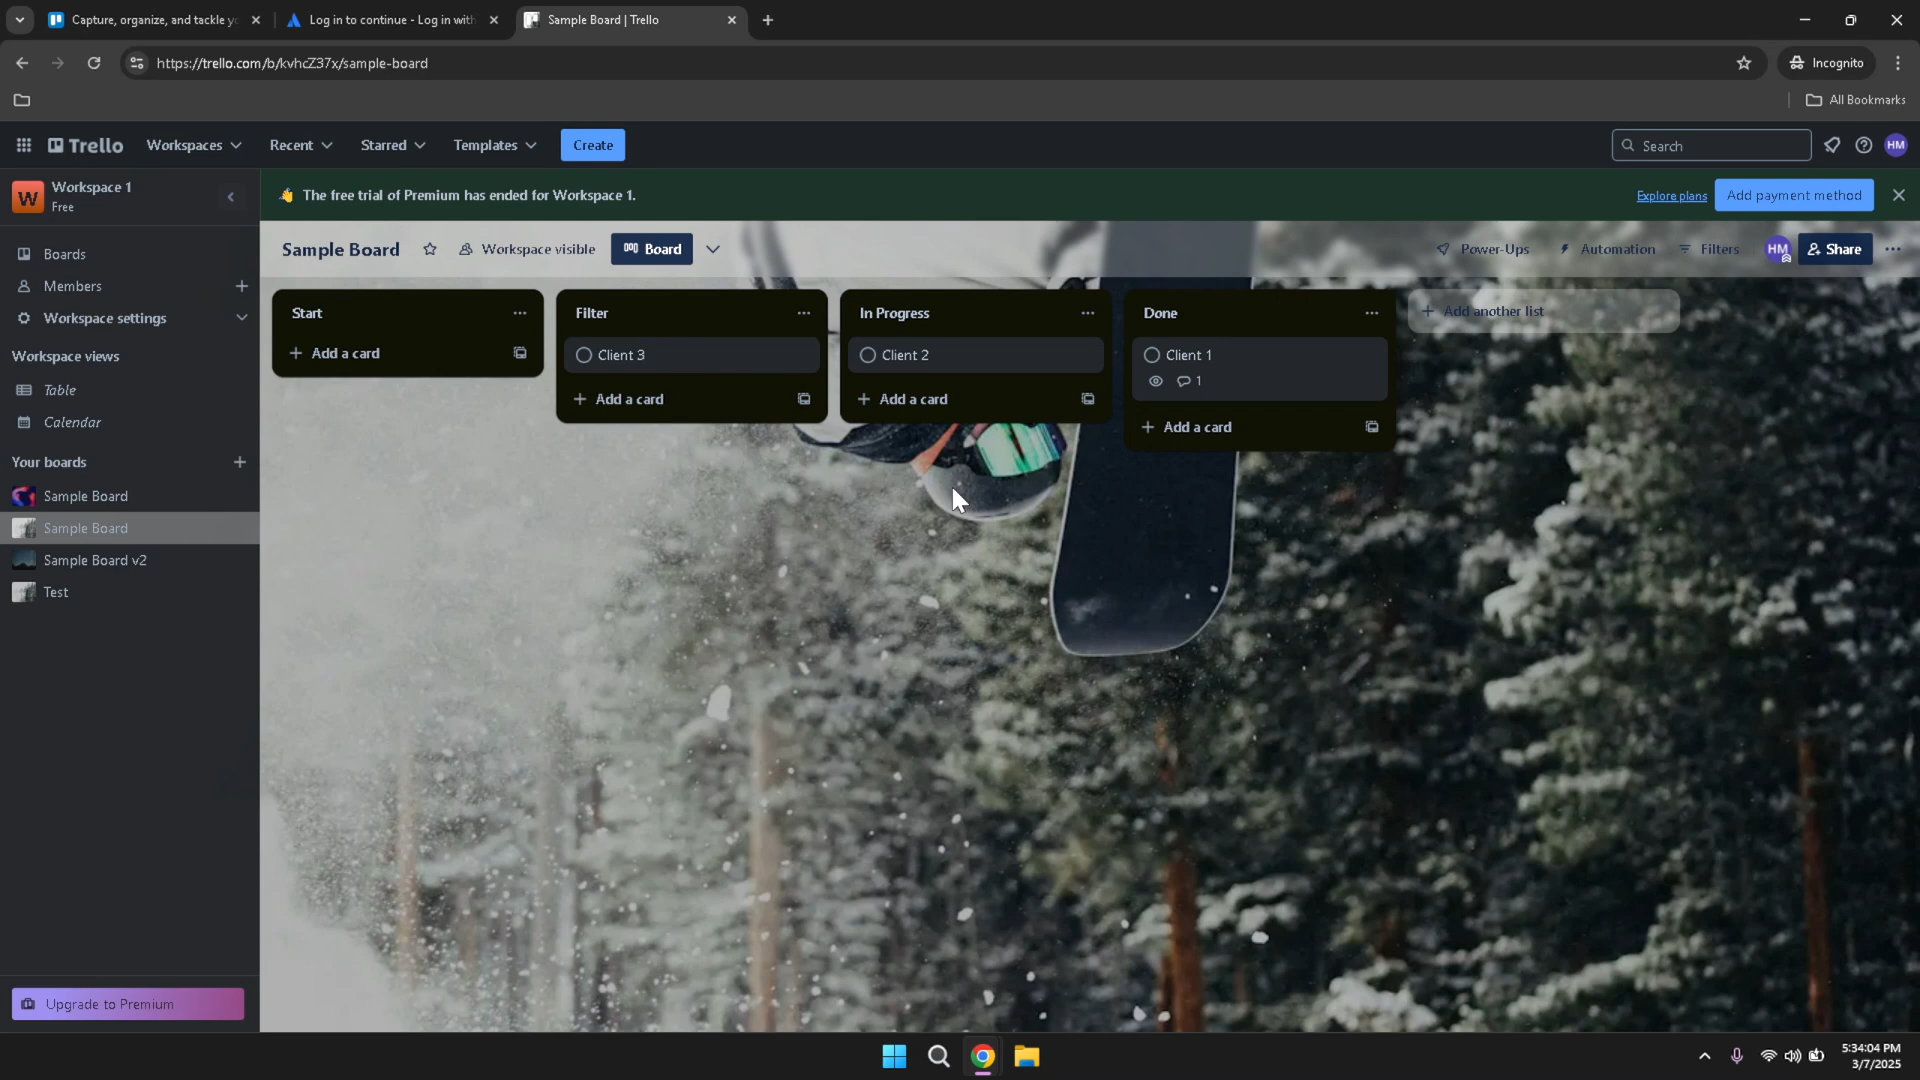 Capture, organize, and tackle yo
Log in to continue - Log in with
Sample Board | Trello
https://trello.com/b/kvhcZ37x/sample-board
Incognito
All Bookmarks
Trello
Workspaces
Recent
Starred
Templates
Create
Search
HM
W
Workspace 1
Free
The free trial of Premium has ended for Workspace 1.
Explore plans
Add payment method
Boards
Members
Workspace settings
Workspace views
Table
Calendar
Your boards
Sample Board
Sample Board
Sample Board v2
Test
Upgrade to Premium
Sample Board
Workspace visible
Board
Power-Ups
Automation
Filters
HM
Share
Start
Add a card
Filter
Client 3
Add a card
In Progress
Client 2
Add a card
Done
Client 1
1
Add a card
Add another list
5:34:04 PM
3/7/2025